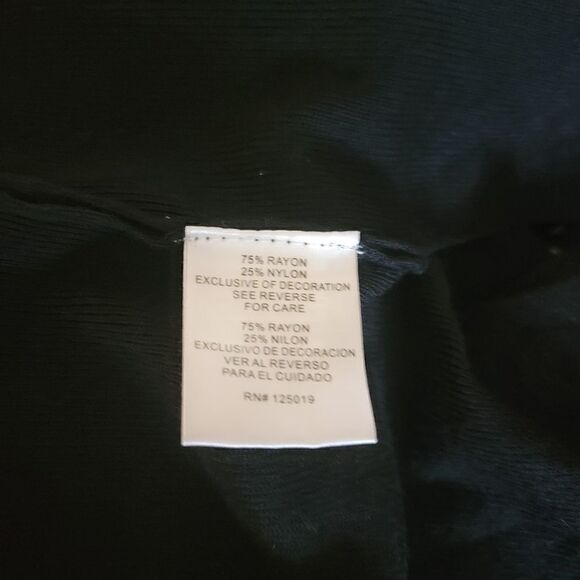 75% RAYON
25% NYLON
EXCLUSIVE OF DECORATION
SEE REVERSE
FOR CARE
75% RAYON
25% NILON
EXCLUSIVO DE DECORACION
VER AL REVERSO
PARA EL CUIDADO
RN# 125019